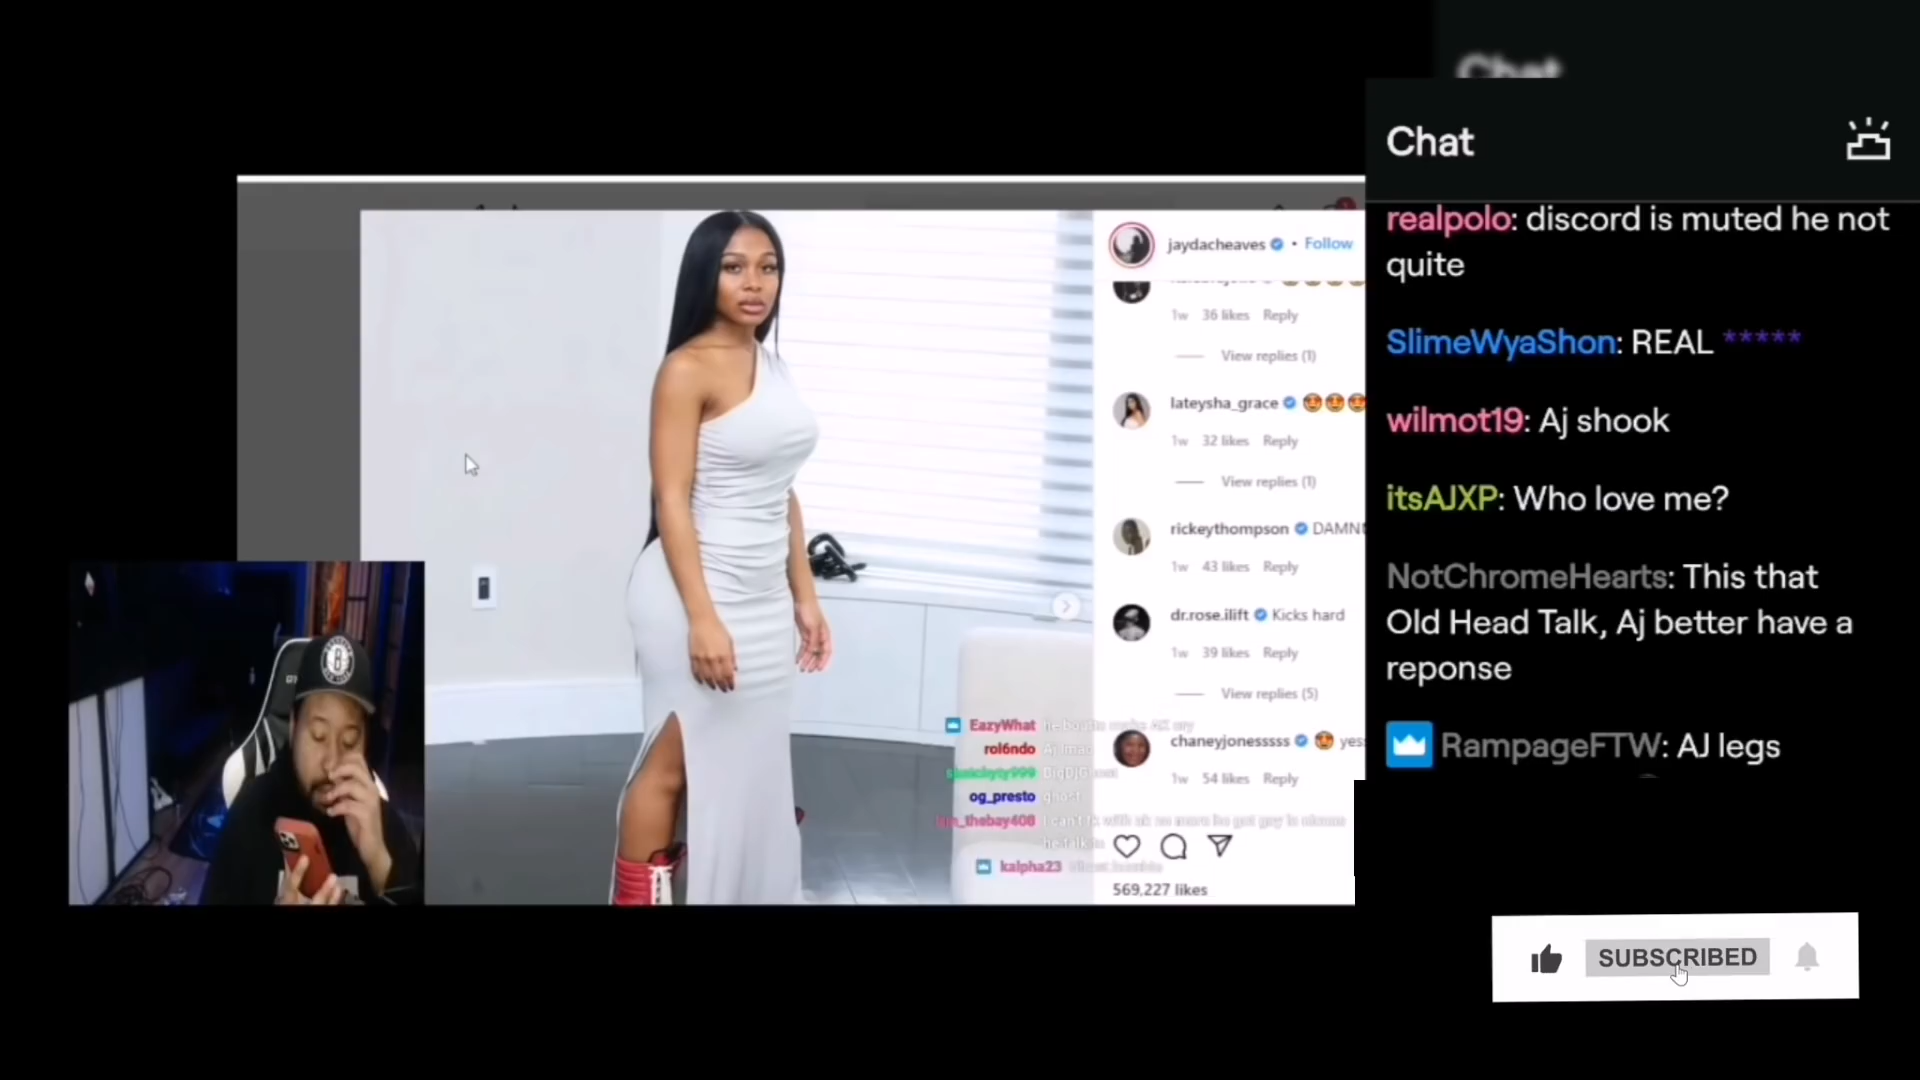 Chat
Chat
realpolo: discord is muted he not
quite
SlimeWyaShon: REAL *****
wilmot19: Aj shook
itsAJXP: Who love me?
NotChromeHearts: This that
Old Head Talk, Aj better have a
reponse
RampageFTW: AJ legs
jaydacheaves • Follow
1w 36 likes Reply
View replies (1)
lateysha_grace
1w 32 likes Reply
View replies (1)
rickeythompson DAMN
1w 43 likes Reply
dr.rose.ilift Kicks hard
1w 39 likes Reply
View replies (5)
chaneyjonesssss yes
1w 54 likes Reply
569,227 likes
EazyWhat
rol6ndo
og_presto ghost
kalpha23
B
SUBSCRIBED